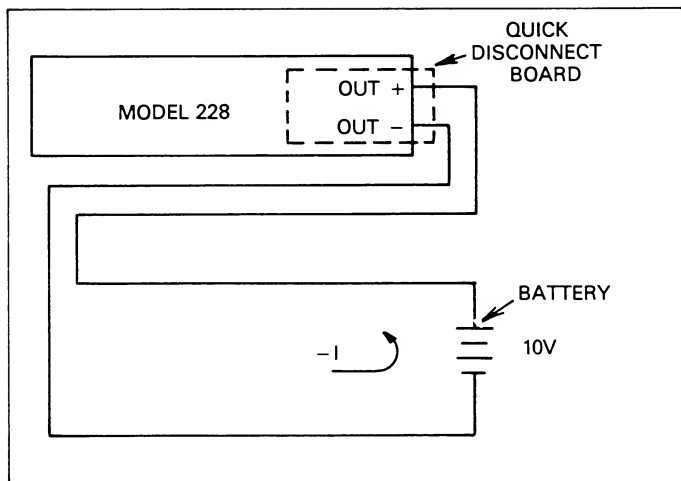 QUICK
DISCONNECT
BOARD
OUT +
MODEL 228
OUT −
BATTERY
10V
−I